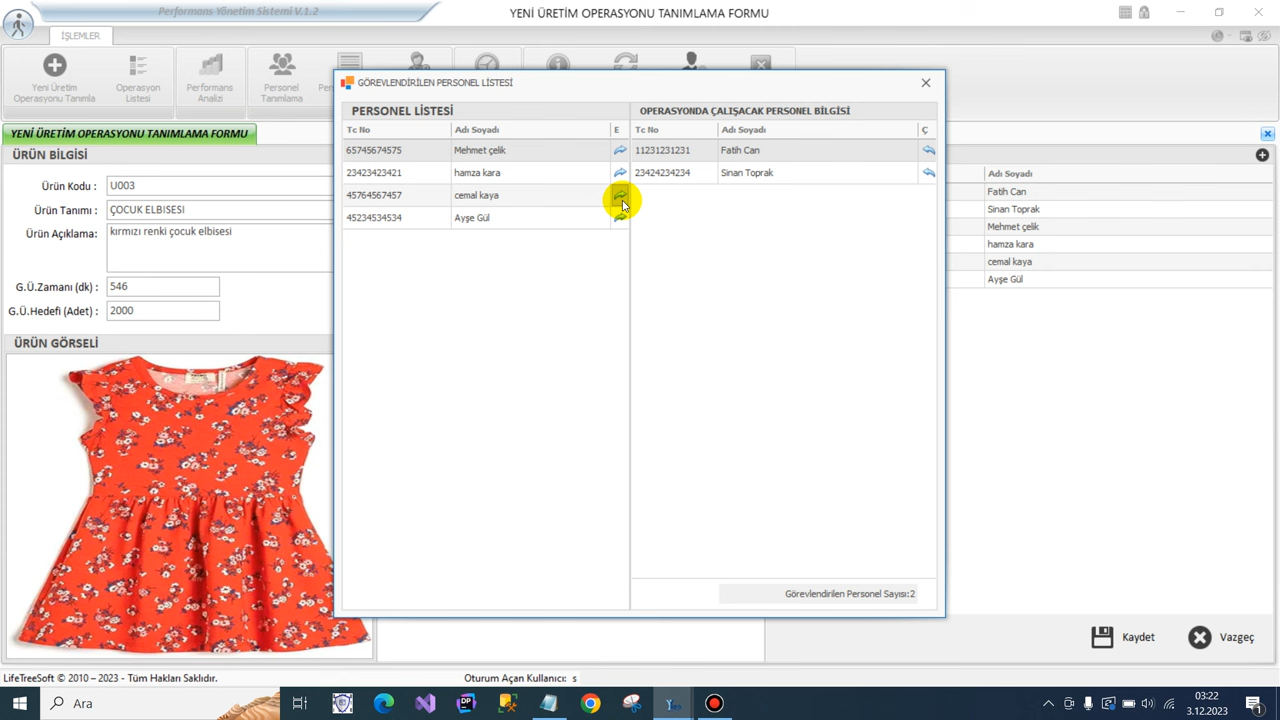 Performans Yönetim Sistemi V.1.2
YENİ ÜRETİM OPERASYONU TANIMLAMA FORMU
İŞLEMLER
Yeni Üretim
Operasyonu Tanımla
Operasyon
Listesi
Performans
Analizi
Personel
Tanımlama
GÖREVLENDİRİLEN PERSONEL LİSTESİ
PERSONEL LİSTESİ
Tc No Adı Soyadı E
65745674575 Mehmet çelik
23423423421 hamza kara
45764567457 cemal kaya
45234534534 Ayşe Gül
OPERASYONDA ÇALIŞACAK PERSONEL BİLGİSİ
Tc No Adı Soyadı Ç
11231231231 Fatih Can
23424234234 Sinan Toprak
Görevlendirilen Personel Sayısı:2
YENİ ÜRETİM OPERASYONU TANIMLAMA FORMU
ÜRÜN BİLGİSİ
Ürün Kodu : U003
Ürün Tanımı : ÇOCUK ELBISESI
Ürün Açıklama: kırmızı renki çocuk elbisesi
G.Ü.Zamanı (dk) : 546
G.Ü.Hedefi (Adet) : 2000
ÜRÜN GÖRSELİ
Adı Soyadı
Fatih Can
Sinan Toprak
Mehmet çelik
hamza kara
cemal kaya
Ayşe Gül
Kaydet
Vazgeç
LifeTreeSoft © 2010 – 2023 - Tüm Hakları Saklıdır.
Oturum Açan Kullanıcı: s
Ara
03:22
3.12.2023